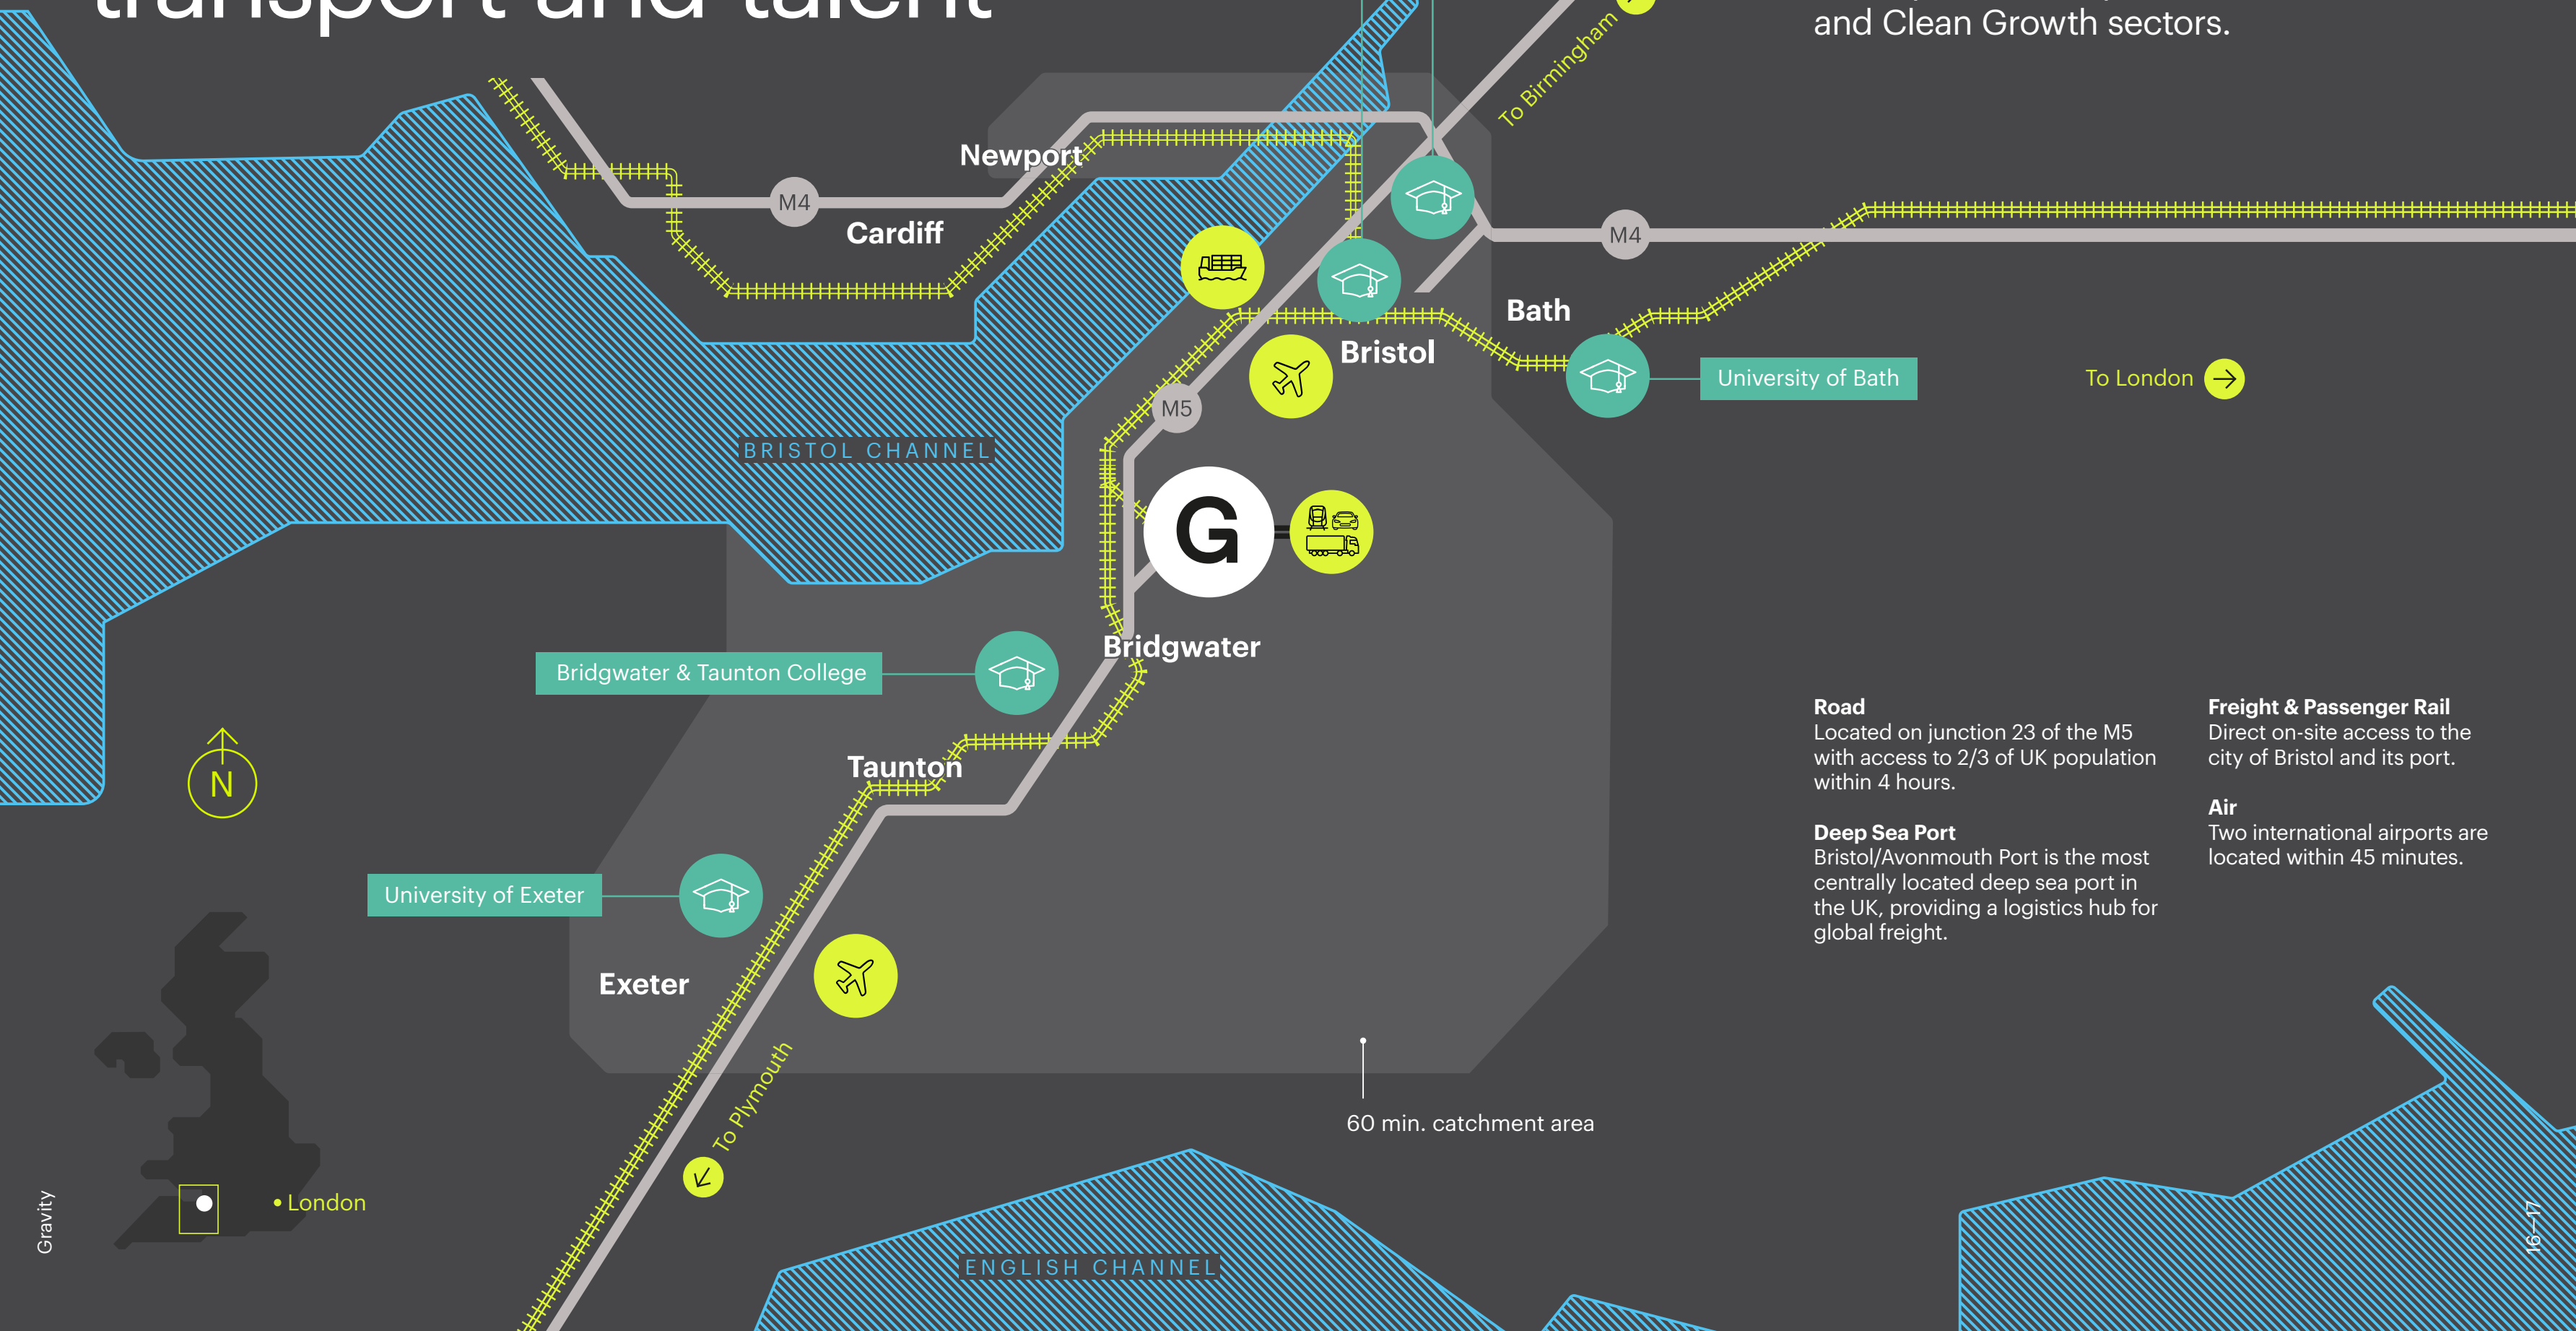 transport and talent
and Clean Growth sectors.
To Birmingham
Newport
M4
Cardiff
M4
Bath
Bristol
University of Bath
To London
M5
BRISTOL CHANNEL
G
Bridgwater
Bridgwater & Taunton College
Taunton
N
University of Exeter
Exeter
To Plymouth
60 min. catchment area
Road
Located on junction 23 of the M5
with access to 2/3 of UK population
within 4 hours.
Deep Sea Port
Bristol/Avonmouth Port is the most
centrally located deep sea port in
the UK, providing a logistics hub for
global freight.
Freight & Passenger Rail
Direct on-site access to the
city of Bristol and its port.
Air
Two international airports are
located within 45 minutes.
London
Gravity
ENGLISH CHANNEL
16—17